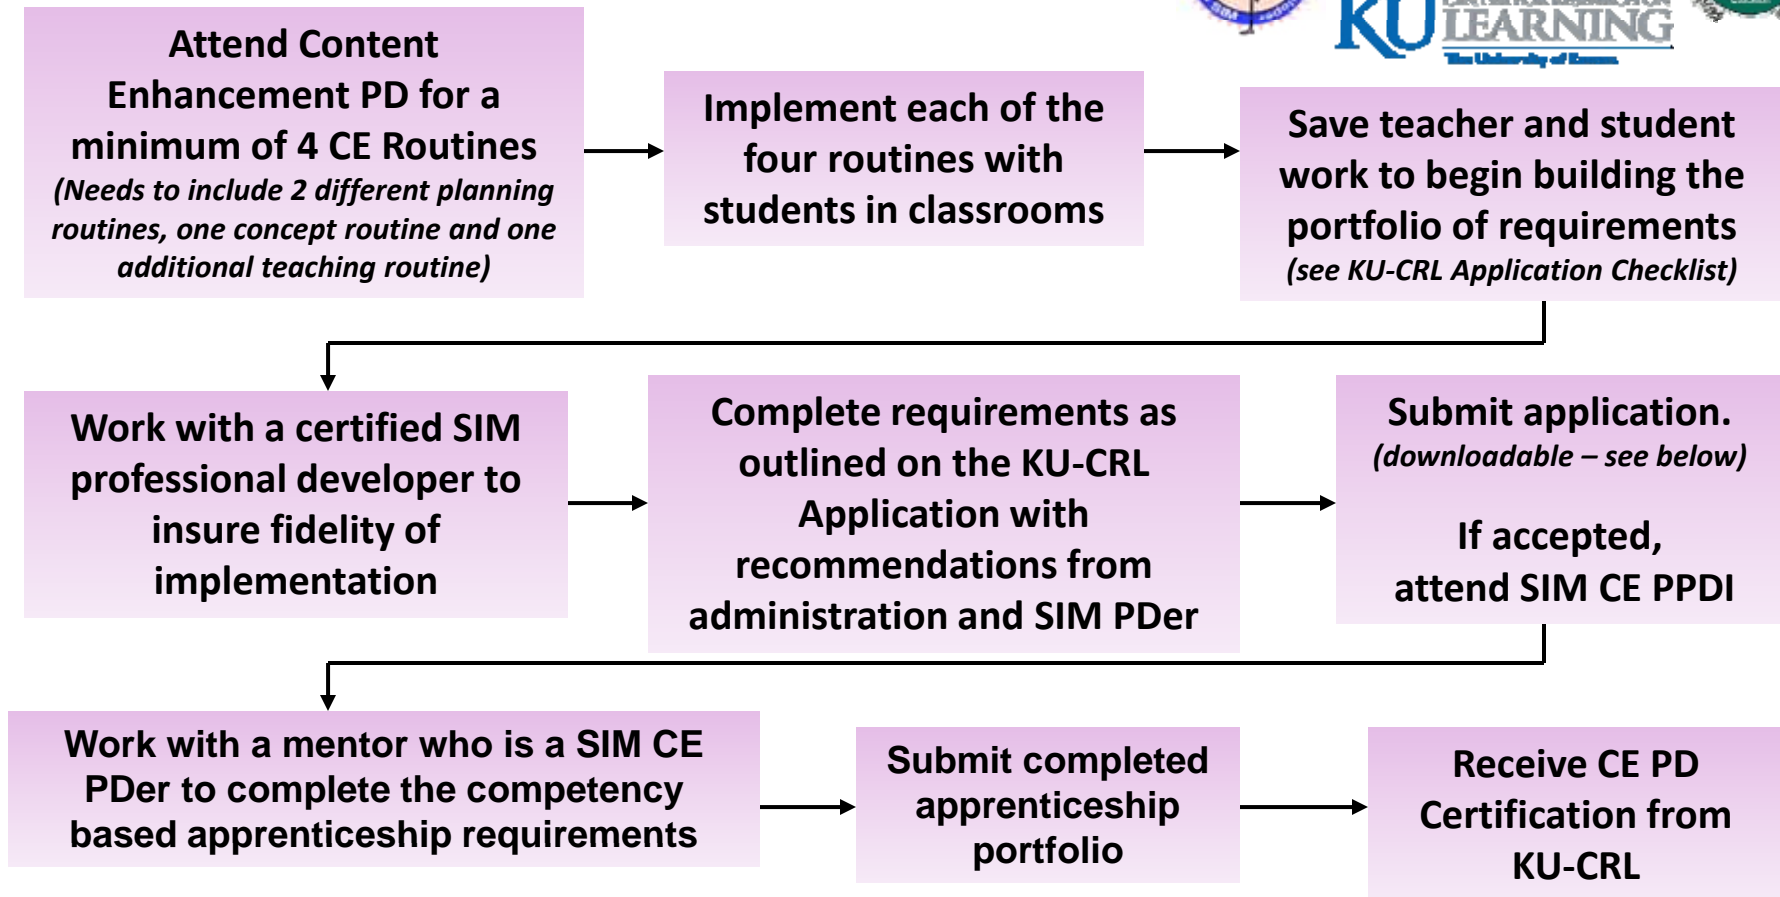 SIM
KU
LEARNING
The University of Kansas
Attend Content
Enhancement PD for a
minimum of 4 CE Routines
(Needs to include 2 different planning
routines, one concept routine and one
additional teaching routine)
Implement each of the
four routines with
students in classrooms
Save teacher and student
work to begin building the
portfolio of requirements
(see KU-CRL Application Checklist)
Work with a certified SIM
professional developer to
insure fidelity of
implementation
Complete requirements as
outlined on the KU-CRL
Application with
recommendations from
administration and SIM PDer
Submit application.
(downloadable – see below)
If accepted,
attend SIM CE PPDI
Work with a mentor who is a SIM CE
PDer to complete the competency
based apprenticeship requirements
Submit completed
apprenticeship
portfolio
Receive CE PD
Certification from
KU-CRL